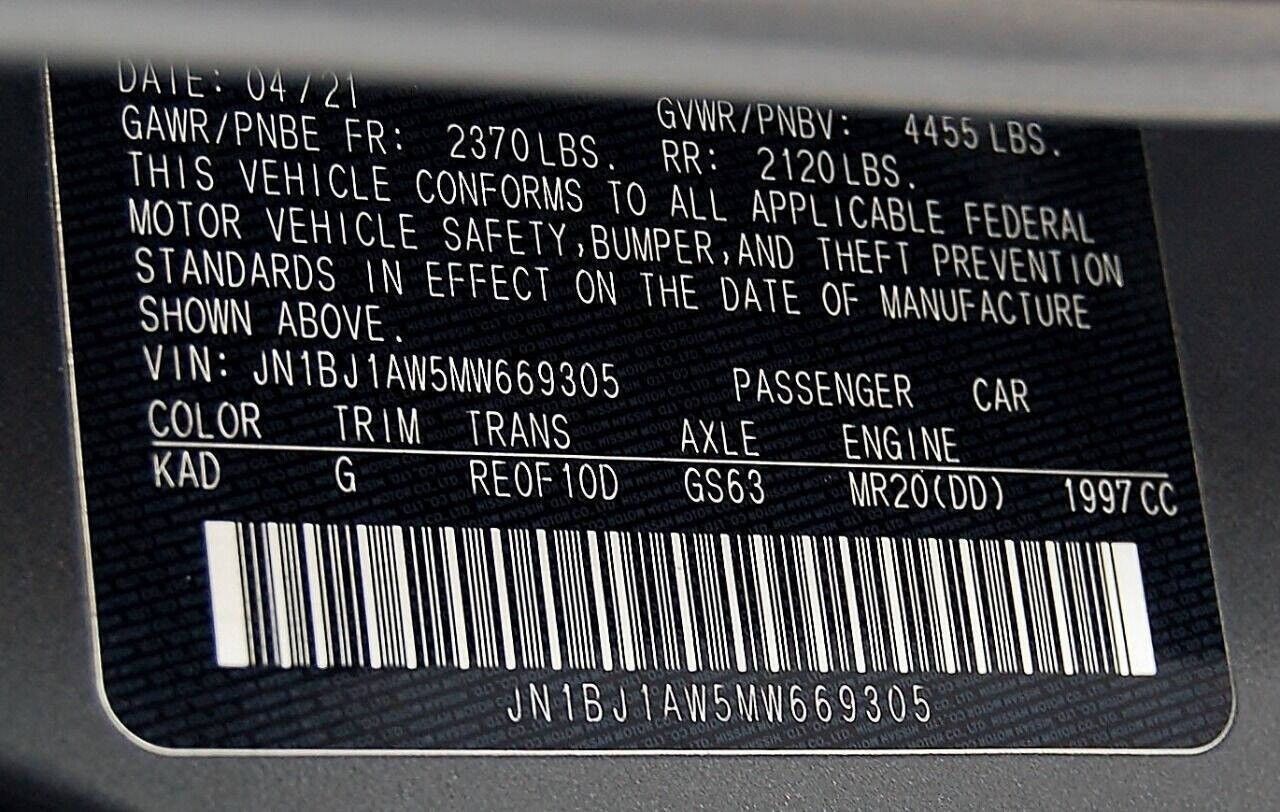 DATE: 04/21
GVWR/PNBV: 4455 LBS.
GAWR/PNBE FR: 2370 LBS. RR: 2120 LBS.
THIS VEHICLE CONFORMS TO ALL APPLICABLE FEDERAL
MOTOR VEHICLE SAFETY,BUMPER,AND THEFT PREVENTION
STANDARDS IN EFFECT ON THE DATE OF MANUFACTURE
SHOWN ABOVE.
VIN: JN1BJ1AW5MW669305 PASSENGER CAR
COLOR TRIM TRANS AXLE ENGINE
KAD G REOF10D GS63 MR20(DD) 1997 CC
JN1BJ1AW5MW669305